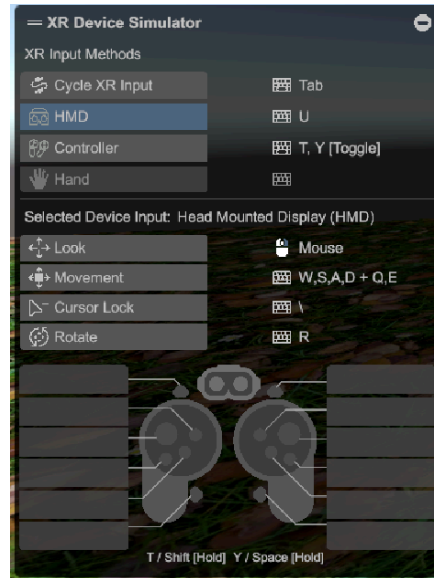 XR Device Simulator
XR Input Methods
Cycle XR Input Tab
HMD U
Controller T, Y [Toggle]
Hand
Selected Device Input: Head Mounted Display (HMD)
Look Mouse
Movement W,S,A,D + Q,E
Cursor Lock \
Rotate R
T / Shift [Hold] Y / Space [Hold]